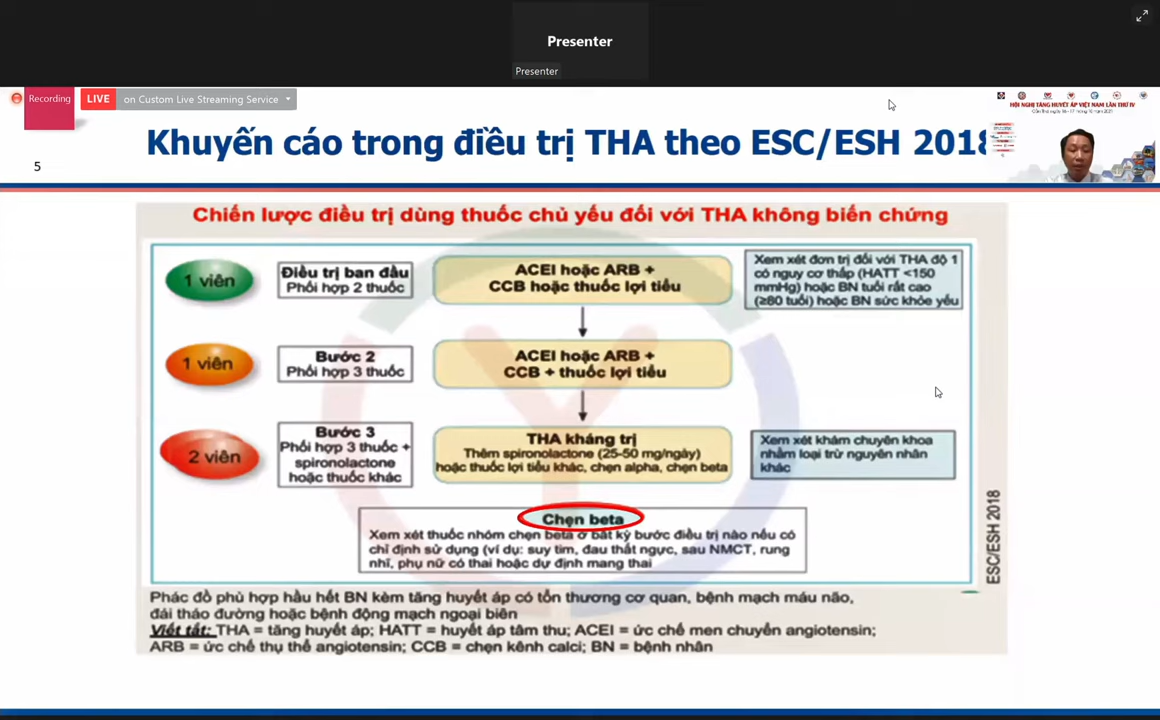 Presenter
Presenter
Recording
LIVE on Custom Live Streaming Service
HỘI NGHỊ TĂNG HUYẾT ÁP VIỆT NAM LẦN THỨ IV
Khuyến cáo trong điều trị THA theo ESC/ESH 2018
5
Chiến lược điều trị dùng thuốc chủ yếu đối với THA không biến chứng
1 viên
Điều trị ban đầu
Phối hợp 2 thuốc
ACEI hoặc ARB +
CCB hoặc thuốc lợi tiểu
Xem xét đơn trị đối với THA độ 1
có nguy cơ thấp (HATT <150
mmHg) hoặc BN tuổi rất cao
(≥80 tuổi) hoặc BN sức khỏe yếu
1 viên
Bước 2
Phối hợp 3 thuốc
ACEI hoặc ARB +
CCB + thuốc lợi tiểu
2 viên
Bước 3
Phối hợp 3 thuốc +
spironolactone
hoặc thuốc khác
THA kháng trị
Thêm spironolactone (25-50 mg/ngày)
hoặc thuốc lợi tiểu khác, chẹn alpha, chẹn beta
Xem xét khám chuyên khoa
nhằm loại trừ nguyên nhân
khác
Chẹn beta
Xem xét thuốc nhóm chẹn beta ở bất kỳ bước điều trị nào nếu có
chỉ định sử dụng (ví dụ: suy tim, đau thắt ngực, sau NMCT, rung
nhĩ, phụ nữ có thai hoặc dự định mang thai
ESC/ESH 2018
Phác đồ phù hợp hầu hết BN kèm tăng huyết áp có tổn thương cơ quan, bệnh mạch máu não,
đái tháo đường hoặc bệnh động mạch ngoại biên
Viết tắt: THA = tăng huyết áp; HATT = huyết áp tâm thu; ACEI = ức chế men chuyển angiotensin;
ARB = ức chế thụ thể angiotensin; CCB = chẹn kênh calci; BN = bệnh nhân